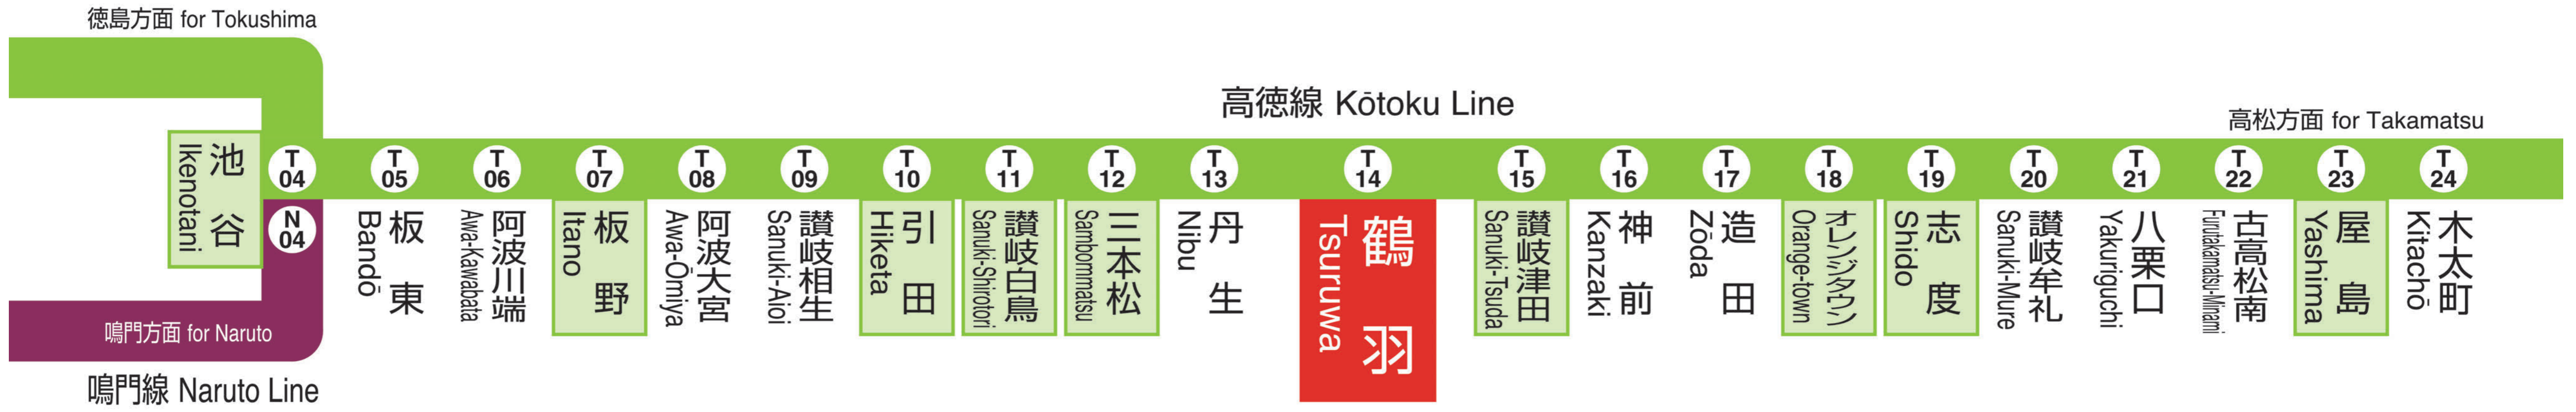 徳島方面 for Tokushima
高徳線 Kōtoku Line
高松方面 for Takamatsu
池谷
Ikenotani
T
04
N
04
T
05
板東
Bandō
T
06
阿波川端
Awa-Kawabata
T
07
板野
Itano
T
08
阿波大宮
Awa-Ōmiya
T
09
讃岐相生
Sanuki-Aioi
T
10
引田
Hiketa
T
11
讃岐白鳥
Sanuki-Shirotori
T
12
三本松
Sambommatsu
T
13
丹生
Nibu
T
14
鶴羽
Tsuruwa
T
15
讃岐津田
Sanuki-Tsuda
T
16
神前
Kanzaki
T
17
造田
Zōda
T
18
オレンジタウン
Orange-town
T
19
志度
Shido
T
20
讃岐牟礼
Sanuki-Mure
T
21
八栗口
Yakuriguchi
T
22
古高松南
Furutakamatsu-Minami
T
23
屋島
Yashima
T
24
木太町
Kitachō
鳴門方面 for Naruto
鳴門線 Naruto Line